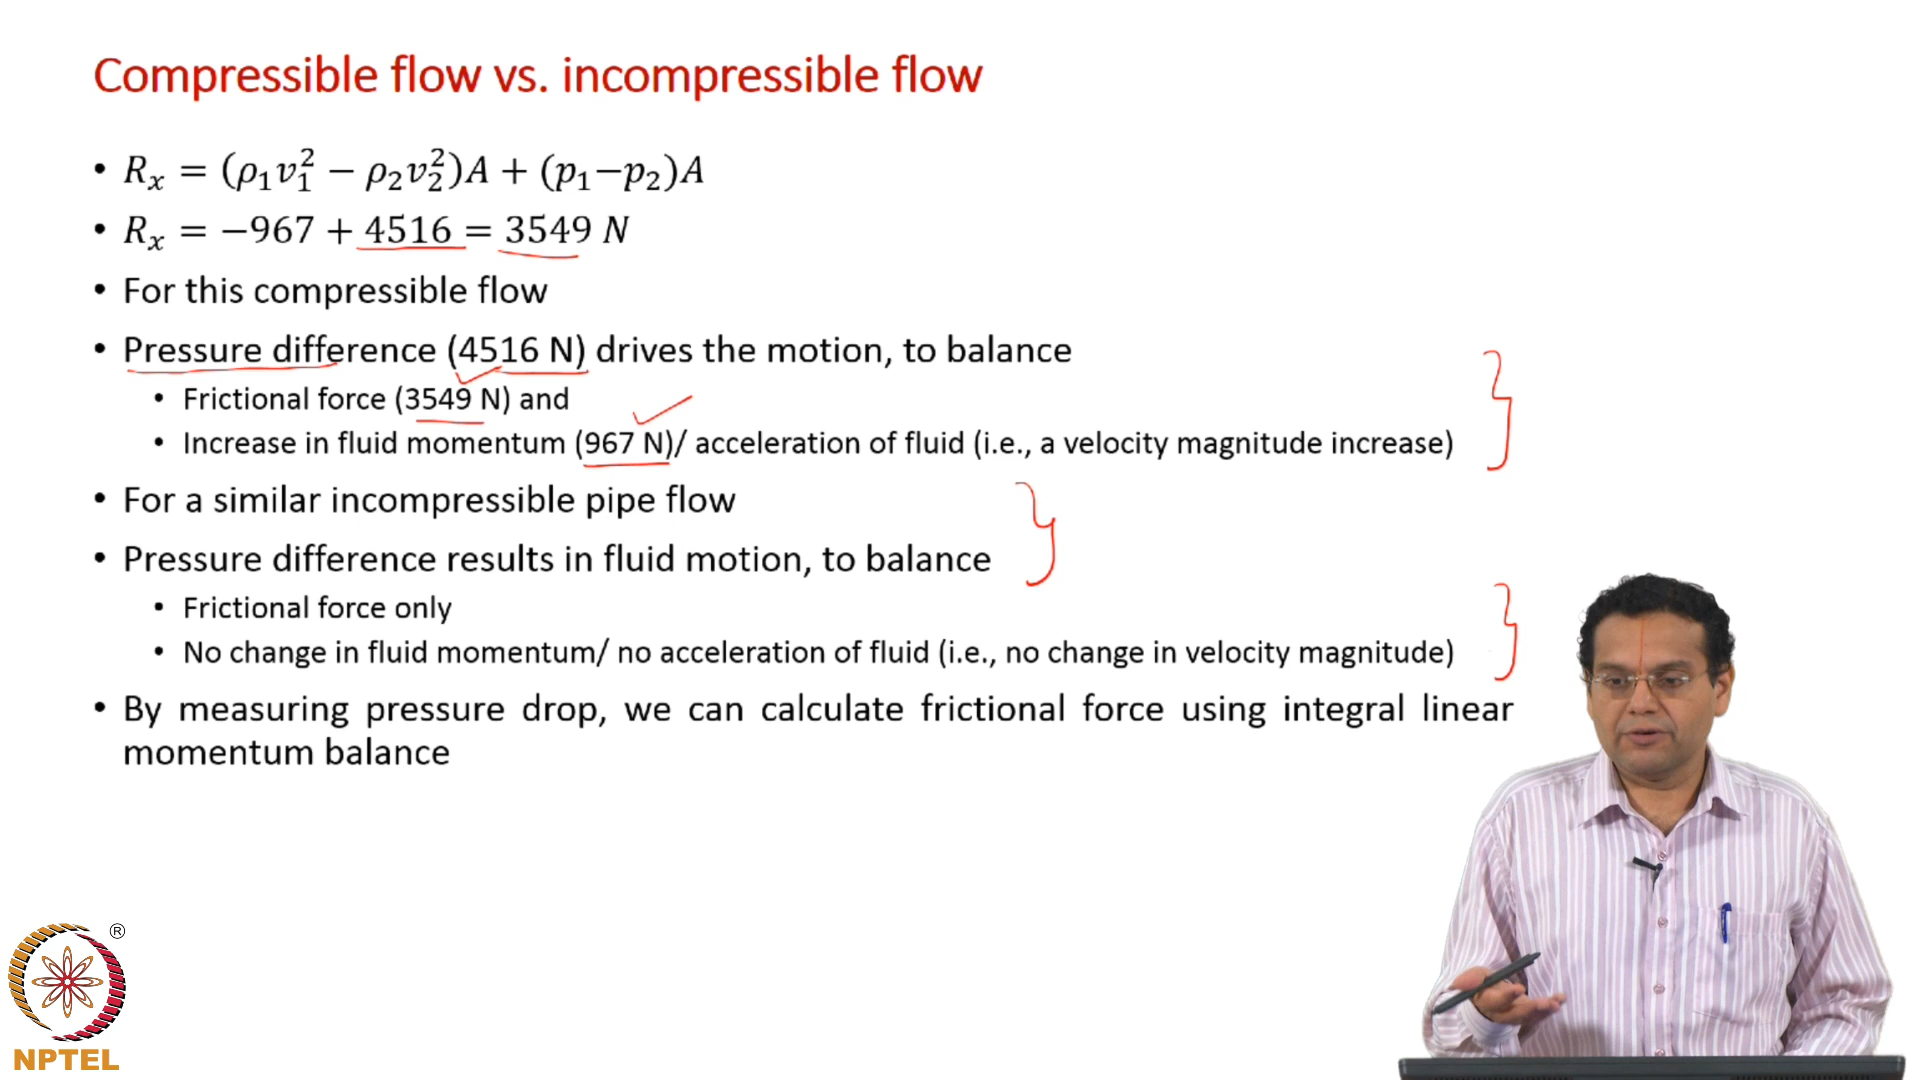 Compressible flow vs. incompressible flow
• Rₓ = (ρ₁v₁² − ρ₂v₂²)A + (p₁−p₂)A
• Rₓ = −967 + 4516 = 3549 N
• For this compressible flow
• Pressure difference (4516 N) drives the motion, to balance
• Frictional force (3549 N) and
• Increase in fluid momentum (967 N)/ acceleration of fluid (i.e., a velocity magnitude increase)
• For a similar incompressible pipe flow
• Pressure difference results in fluid motion, to balance
• Frictional force only
• No change in fluid momentum/ no acceleration of fluid (i.e., no change in velocity magnitude)
• By measuring pressure drop, we can calculate frictional force using integral linear
momentum balance
®
NPTEL